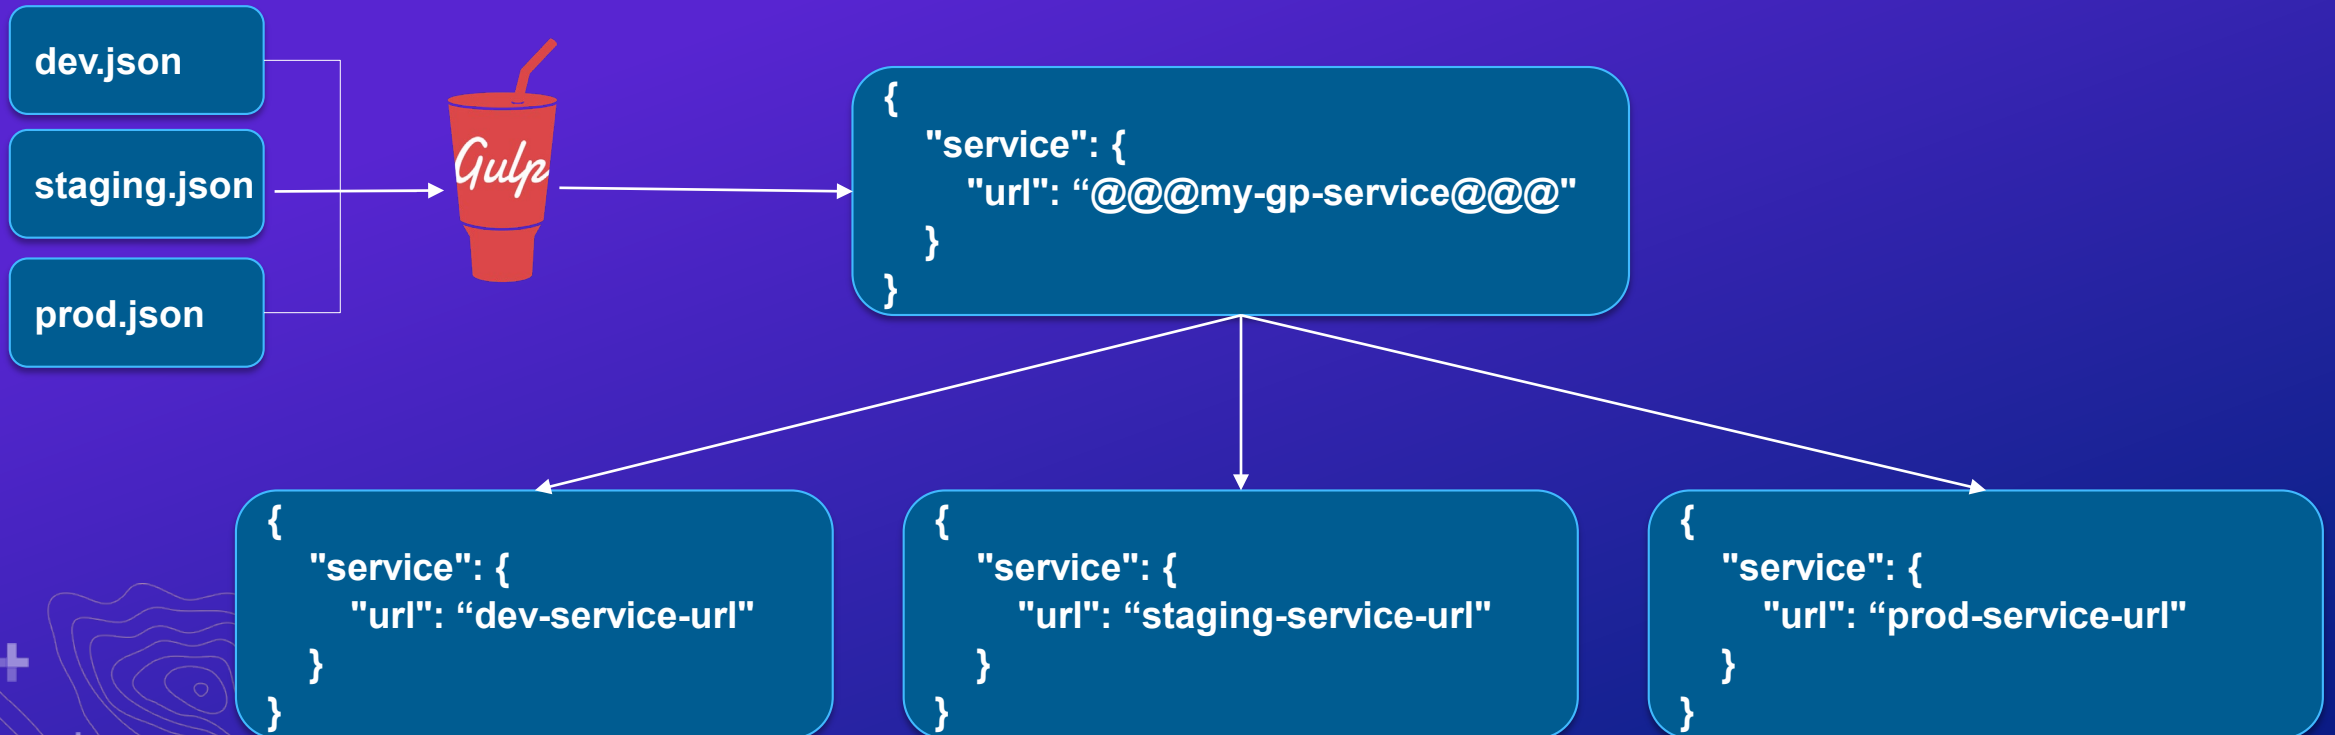 dev.json
staging.json
prod.json
Gulp
{
"service": {
"url": “@@@my-gp-service@@@"
}
}
{
"service": {
"url": “dev-service-url"
}
}
{
"service": {
"url": “staging-service-url"
}
}
{
"service": {
"url": “prod-service-url"
}
}